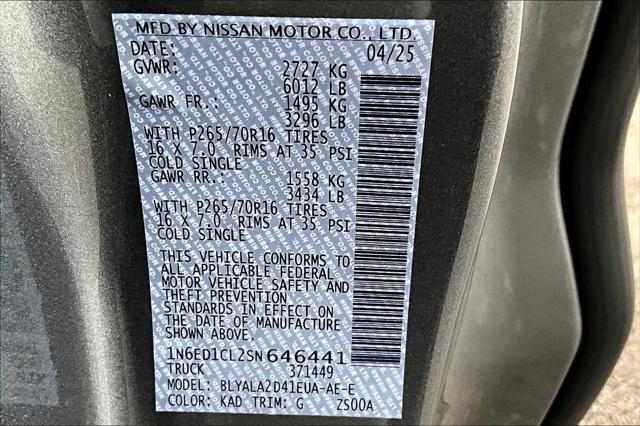 MFD BY NISSAN MOTOR CO., LTD.
DATE: 04/25
GVWR: 2727 KG
6012 LB
GAWR FR.: 1495 KG
3296 LB
WITH P265/70R16 TIRES
16 X 7.0 RIMS AT 35 PSI
COLD SINGLE
GAWR RR.: 1558 KG
3434 LB
WITH P265/70R16 TIRES
16 X 7.0 RIMS AT 35 PSI
COLD SINGLE
THIS VEHICLE CONFORMS TO
ALL APPLICABLE FEDERAL
MOTOR VEHICLE SAFETY AND
THEFT PREVENTION
STANDARDS IN EFFECT ON
THE DATE OF MANUFACTURE
SHOWN ABOVE.
1N6ED1CL2SN646441
TRUCK 371449
MODEL: BLYALA2D41EUA-AE-E
COLOR: KAD TRIM: G ZS00A